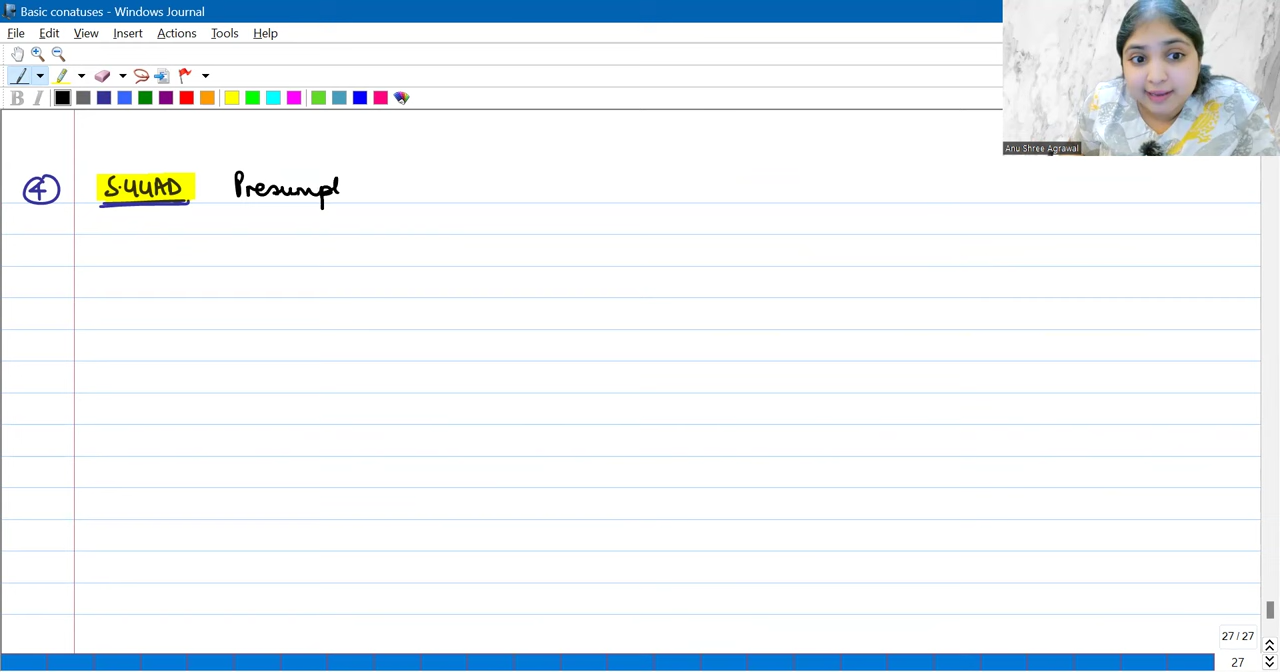 Basic conatuses - Windows Journal
File Edit View Insert Actions Tools Help
B I
Anu Shree Agrawal
4 S.44AD Presumpt
27 / 27
27